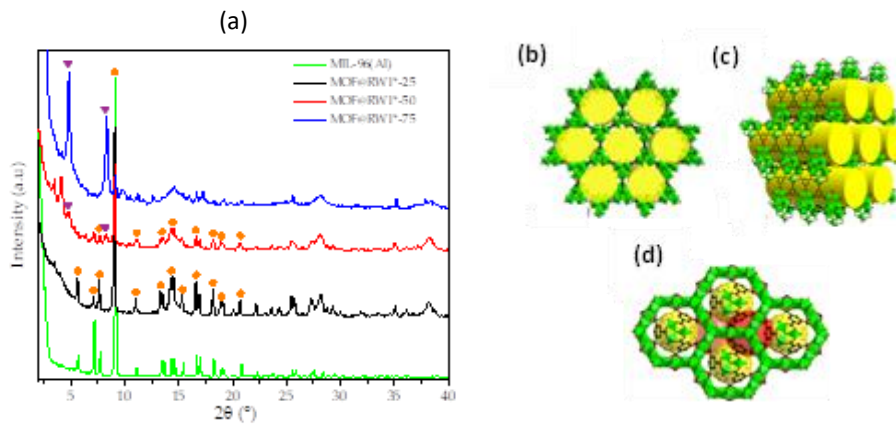 (a)
MIL-96(Al)
MOF@RW1*-25
MOF@RW1*-50
MOF@RW1*-75
Intensity (a.u)
5 10 15 20 25 30 35 40
2θ (°)
(b)
(c)
(d)